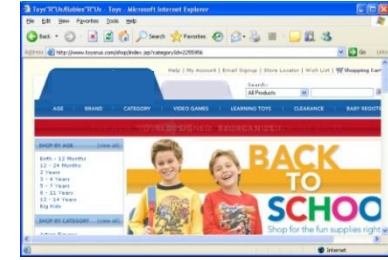 Toys"R"Us/Babies"R"Us - Toys - Microsoft Internet Explorer
File Edit View Favorites Tools Help
Back Search Favorites
Address http://www.toysrus.com/shop/index.jsp?categoryId=2255956 Go
Help | My Account | Email Signup | Store Locator | Wish List | Shopping Cart
Search:
All Products
AGE BRAND CATEGORY VIDEO GAMES LEARNING TOYS CLEARANCE BABY REGISTR
SHOP BY AGE (view all)
Birth - 12 Months
12 - 24 Months
2 Years
3 - 4 Years
5 - 7 Years
8 - 11 Years
12 - 14 Years
Big Kids
SHOP BY CATEGORY (view all)
BACK
TO
SCHOO
Shop for the fun supplies right
Internet